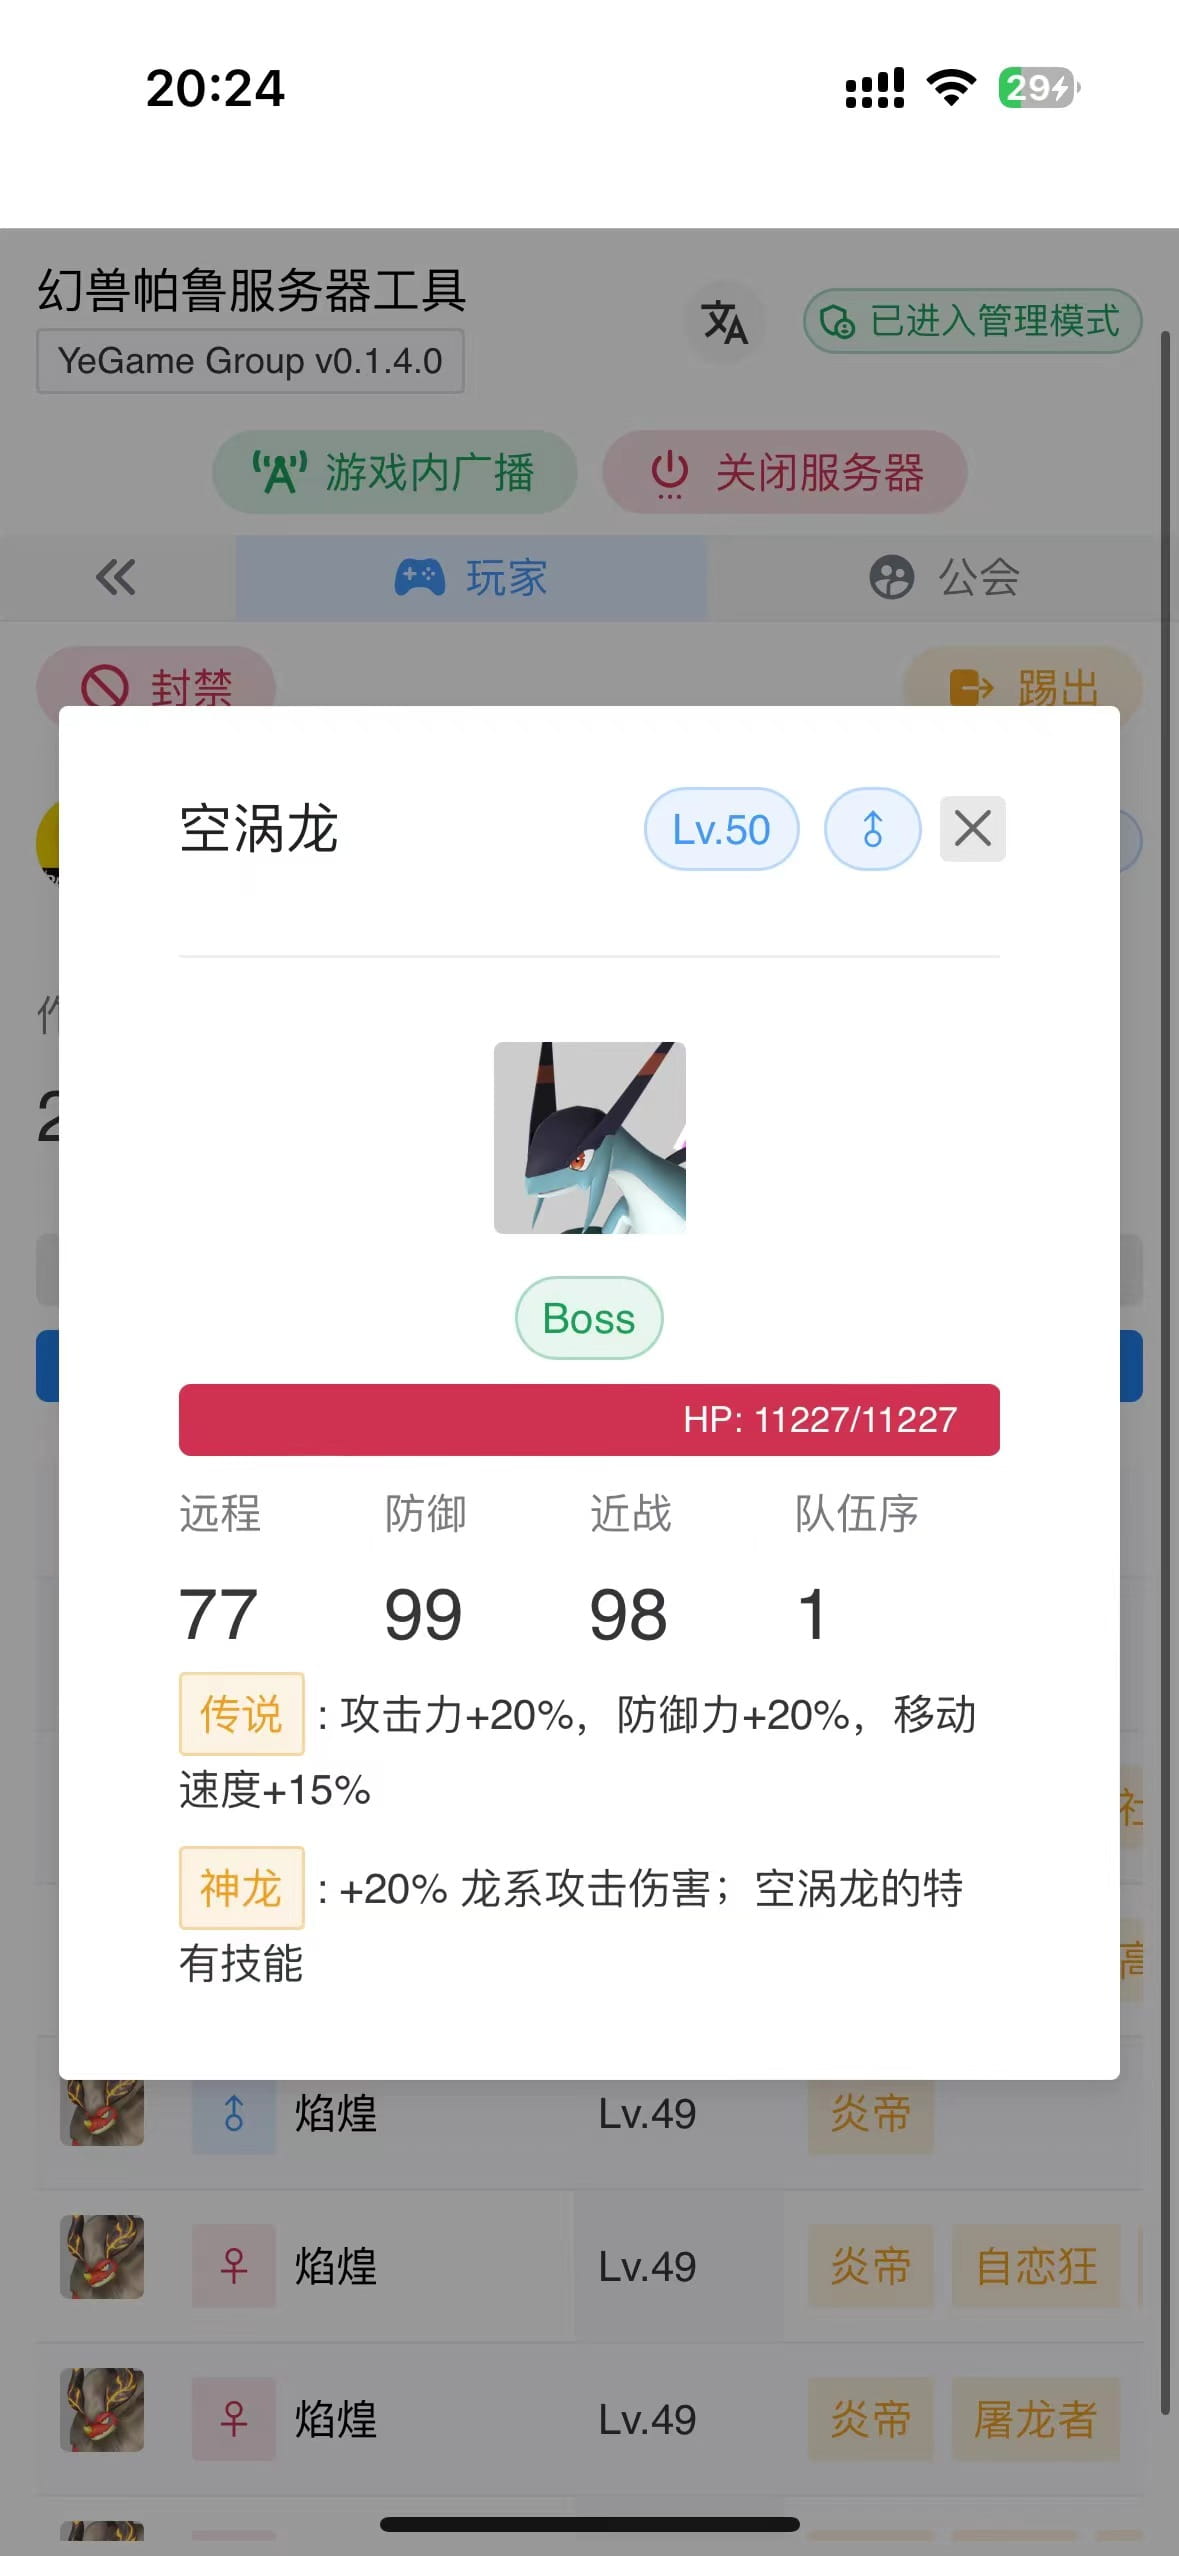 20:24
29
幻兽帕鲁服务器工具
YeGame Group v0.1.4.0
已进入管理模式
游戏内广播
关闭服务器
玩家
公会
封禁
踢出
空涡龙
Lv.50
Boss
HP: 11227/11227
远程 防御 近战 队伍序
77 99 98 1
传说 : 攻击力+20%，防御力+20%，移动
速度+15%
神龙 : +20% 龙系攻击伤害；空涡龙的特
有技能
焰煌 Lv.49 炎帝
焰煌 Lv.49 炎帝 自恋狂
焰煌 Lv.49 炎帝 屠龙者